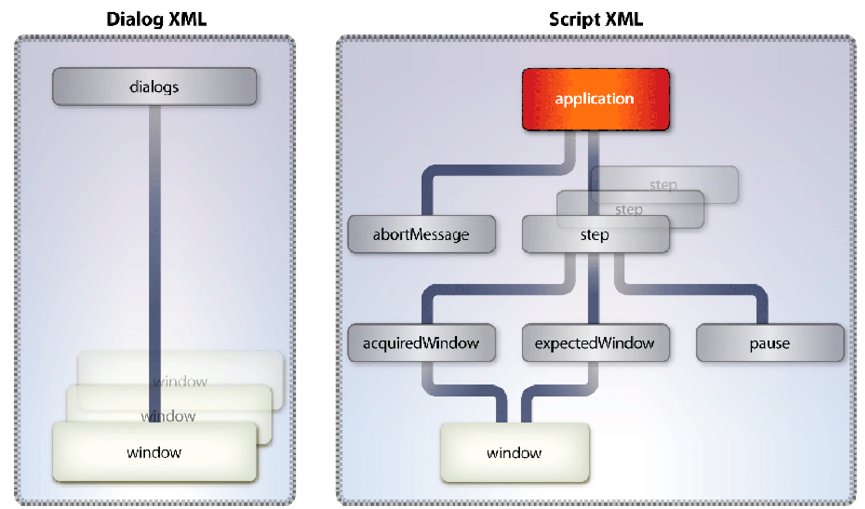 Dialog XML
dialogs
window
window
window
Script XML
application
step
step
abortMessage
step
acquiredWindow
expectedWindow
pause
window